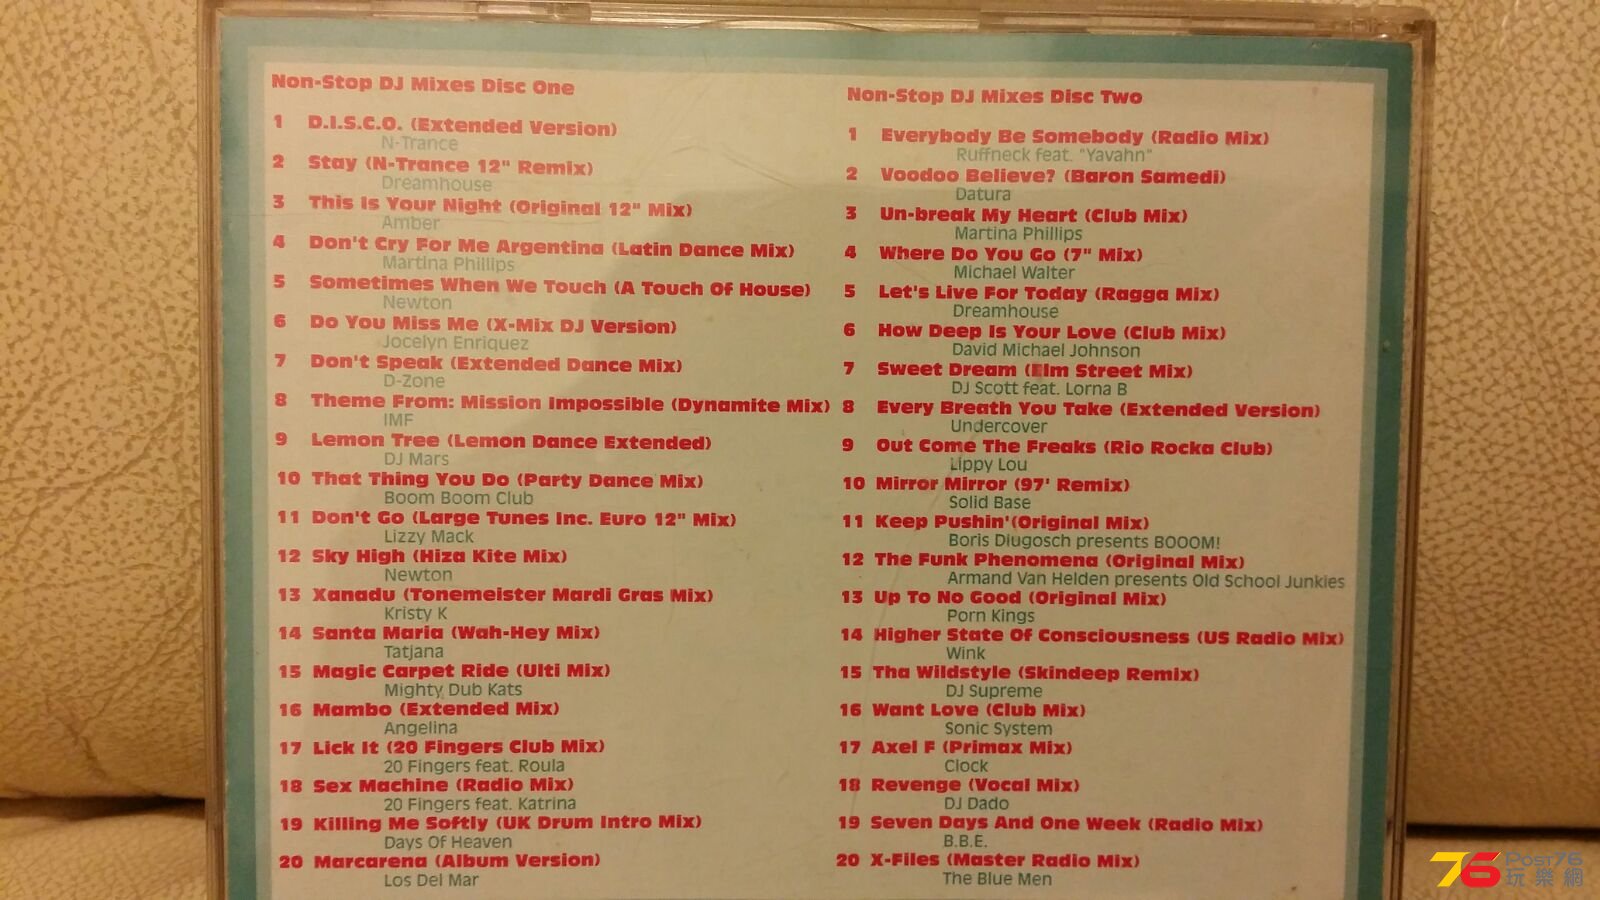 Non-Stop DJ Mixes Disc One
1 D.I.S.C.O. (Extended Version)
N-Trance
2 Stay (N-Trance 12" Remix)
Dreamhouse
3 This Is Your Night (Original 12" Mix)
Amber
4 Don't Cry For Me Argentina (Latin Dance Mix)
Martina Phillips
5 Sometimes When We Touch (A Touch Of House)
Newton
6 Do You Miss Me (X-Mix DJ Version)
Jocelyn Enriquez
7 Don't Speak (Extended Dance Mix)
D-Zone
8 Theme From: Mission Impossible (Dynamite Mix)
IMF
9 Lemon Tree (Lemon Dance Extended)
DJ Mars
10 That Thing You Do (Party Dance Mix)
Boom Boom Club
11 Don't Go (Large Tunes Inc. Euro 12" Mix)
Lizzy Mack
12 Sky High (Hiza Kite Mix)
Newton
13 Xanadu (Tonemeister Mardi Gras Mix)
Kristy K
14 Santa Maria (Wah-Hey Mix)
Tatjana
15 Magic Carpet Ride (Ulti Mix)
Mighty Dub Kats
16 Mambo (Extended Mix)
Angelina
17 Lick It (20 Fingers Club Mix)
20 Fingers feat. Roula
18 Sex Machine (Radio Mix)
20 Fingers feat. Katrina
19 Killing Me Softly (UK Drum Intro Mix)
Days Of Heaven
20 Marcarena (Album Version)
Los Del Mar
Non-Stop DJ Mixes Disc Two
1 Everybody Be Somebody (Radio Mix)
Ruffneck feat. "Yavahn"
2 Voodoo Believe? (Baron Samedi)
Datura
3 Un-break My Heart (Club Mix)
Martina Phillips
4 Where Do You Go (7" Mix)
Michael Walter
5 Let's Live For Today (Ragga Mix)
Dreamhouse
6 How Deep Is Your Love (Club Mix)
David Michael Johnson
7 Sweet Dream (Elm Street Mix)
DJ Scott feat. Lorna B
8 Every Breath You Take (Extended Version)
Undercover
9 Out Come The Freaks (Rio Rocka Club)
Lippy Lou
10 Mirror Mirror (97' Remix)
Solid Base
11 Keep Pushin'(Original Mix)
Boris Dlugosch presents BOOOM!
12 The Funk Phenomena (Original Mix)
Armand Van Helden presents Old School Junkies
13 Up To No Good (Original Mix)
Porn Kings
14 Higher State Of Consciousness (US Radio Mix)
Wink
15 Tha Wildstyle (Skindeep Remix)
DJ Supreme
16 Want Love (Club Mix)
Sonic System
17 Axel F (Primax Mix)
Clock
18 Revenge (Vocal Mix)
DJ Dado
19 Seven Days And One Week (Radio Mix)
B.B.E.
20 X-Files (Master Radio Mix)
The Blue Men
76 Post76
玩樂網